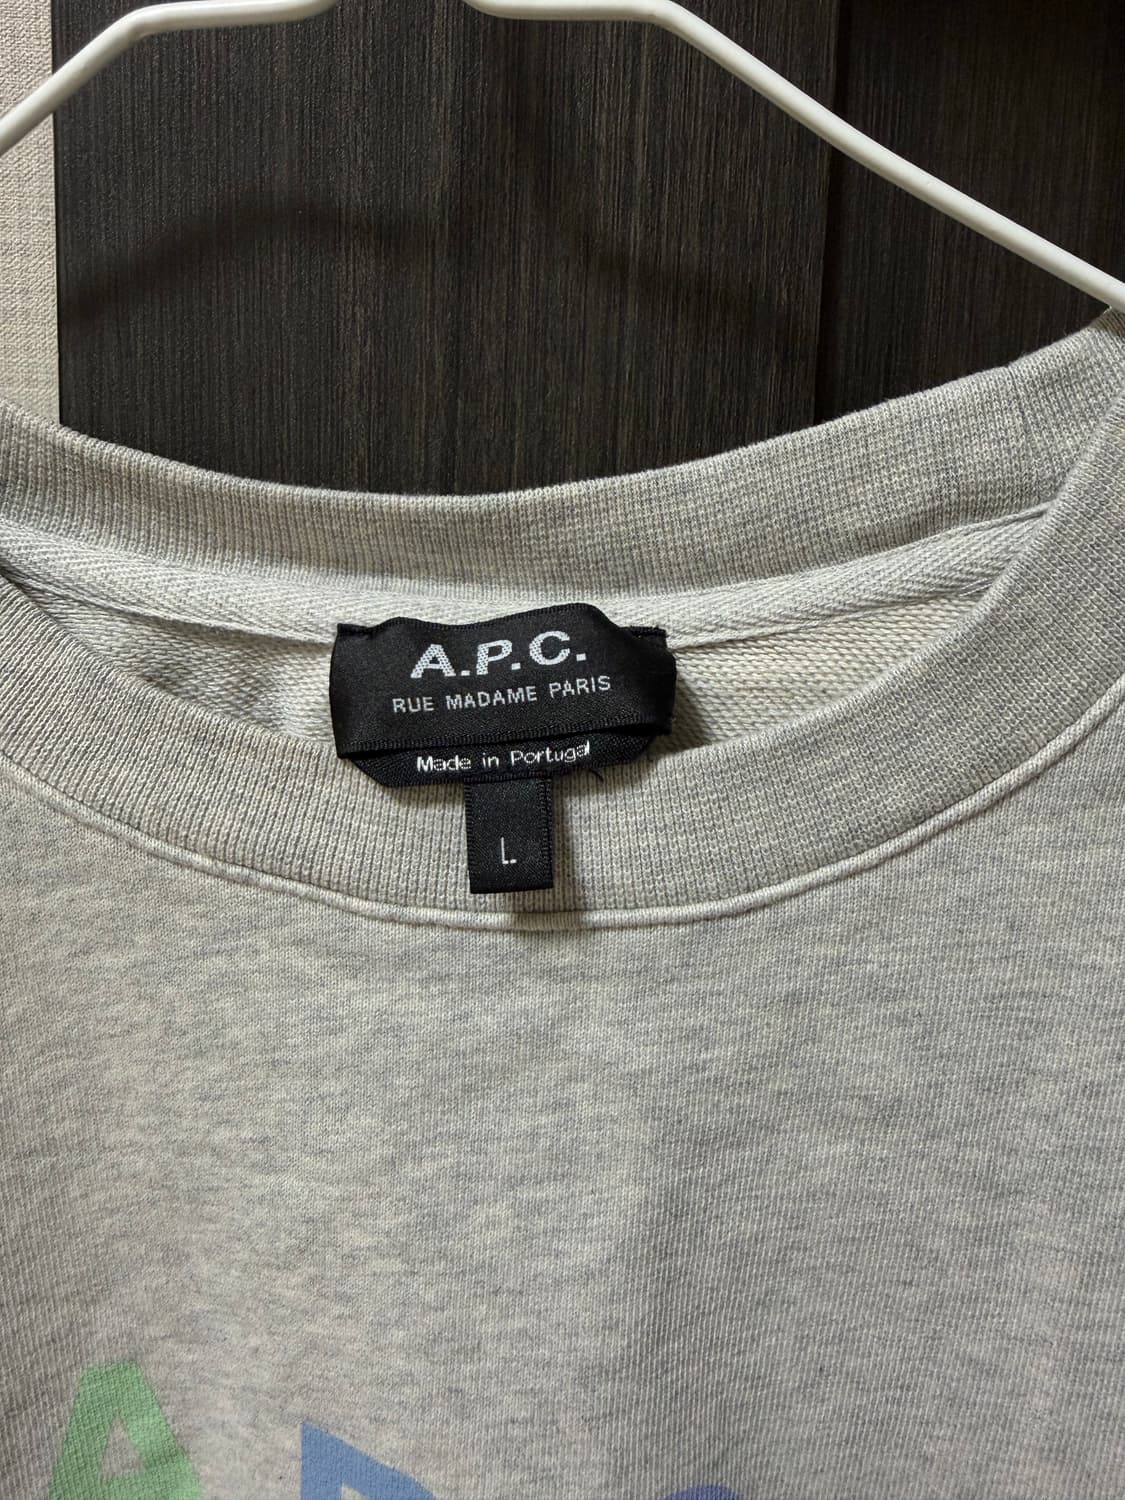 A.P.C.
RUE MADAME PARIS
Made in Portugal
L.
A P